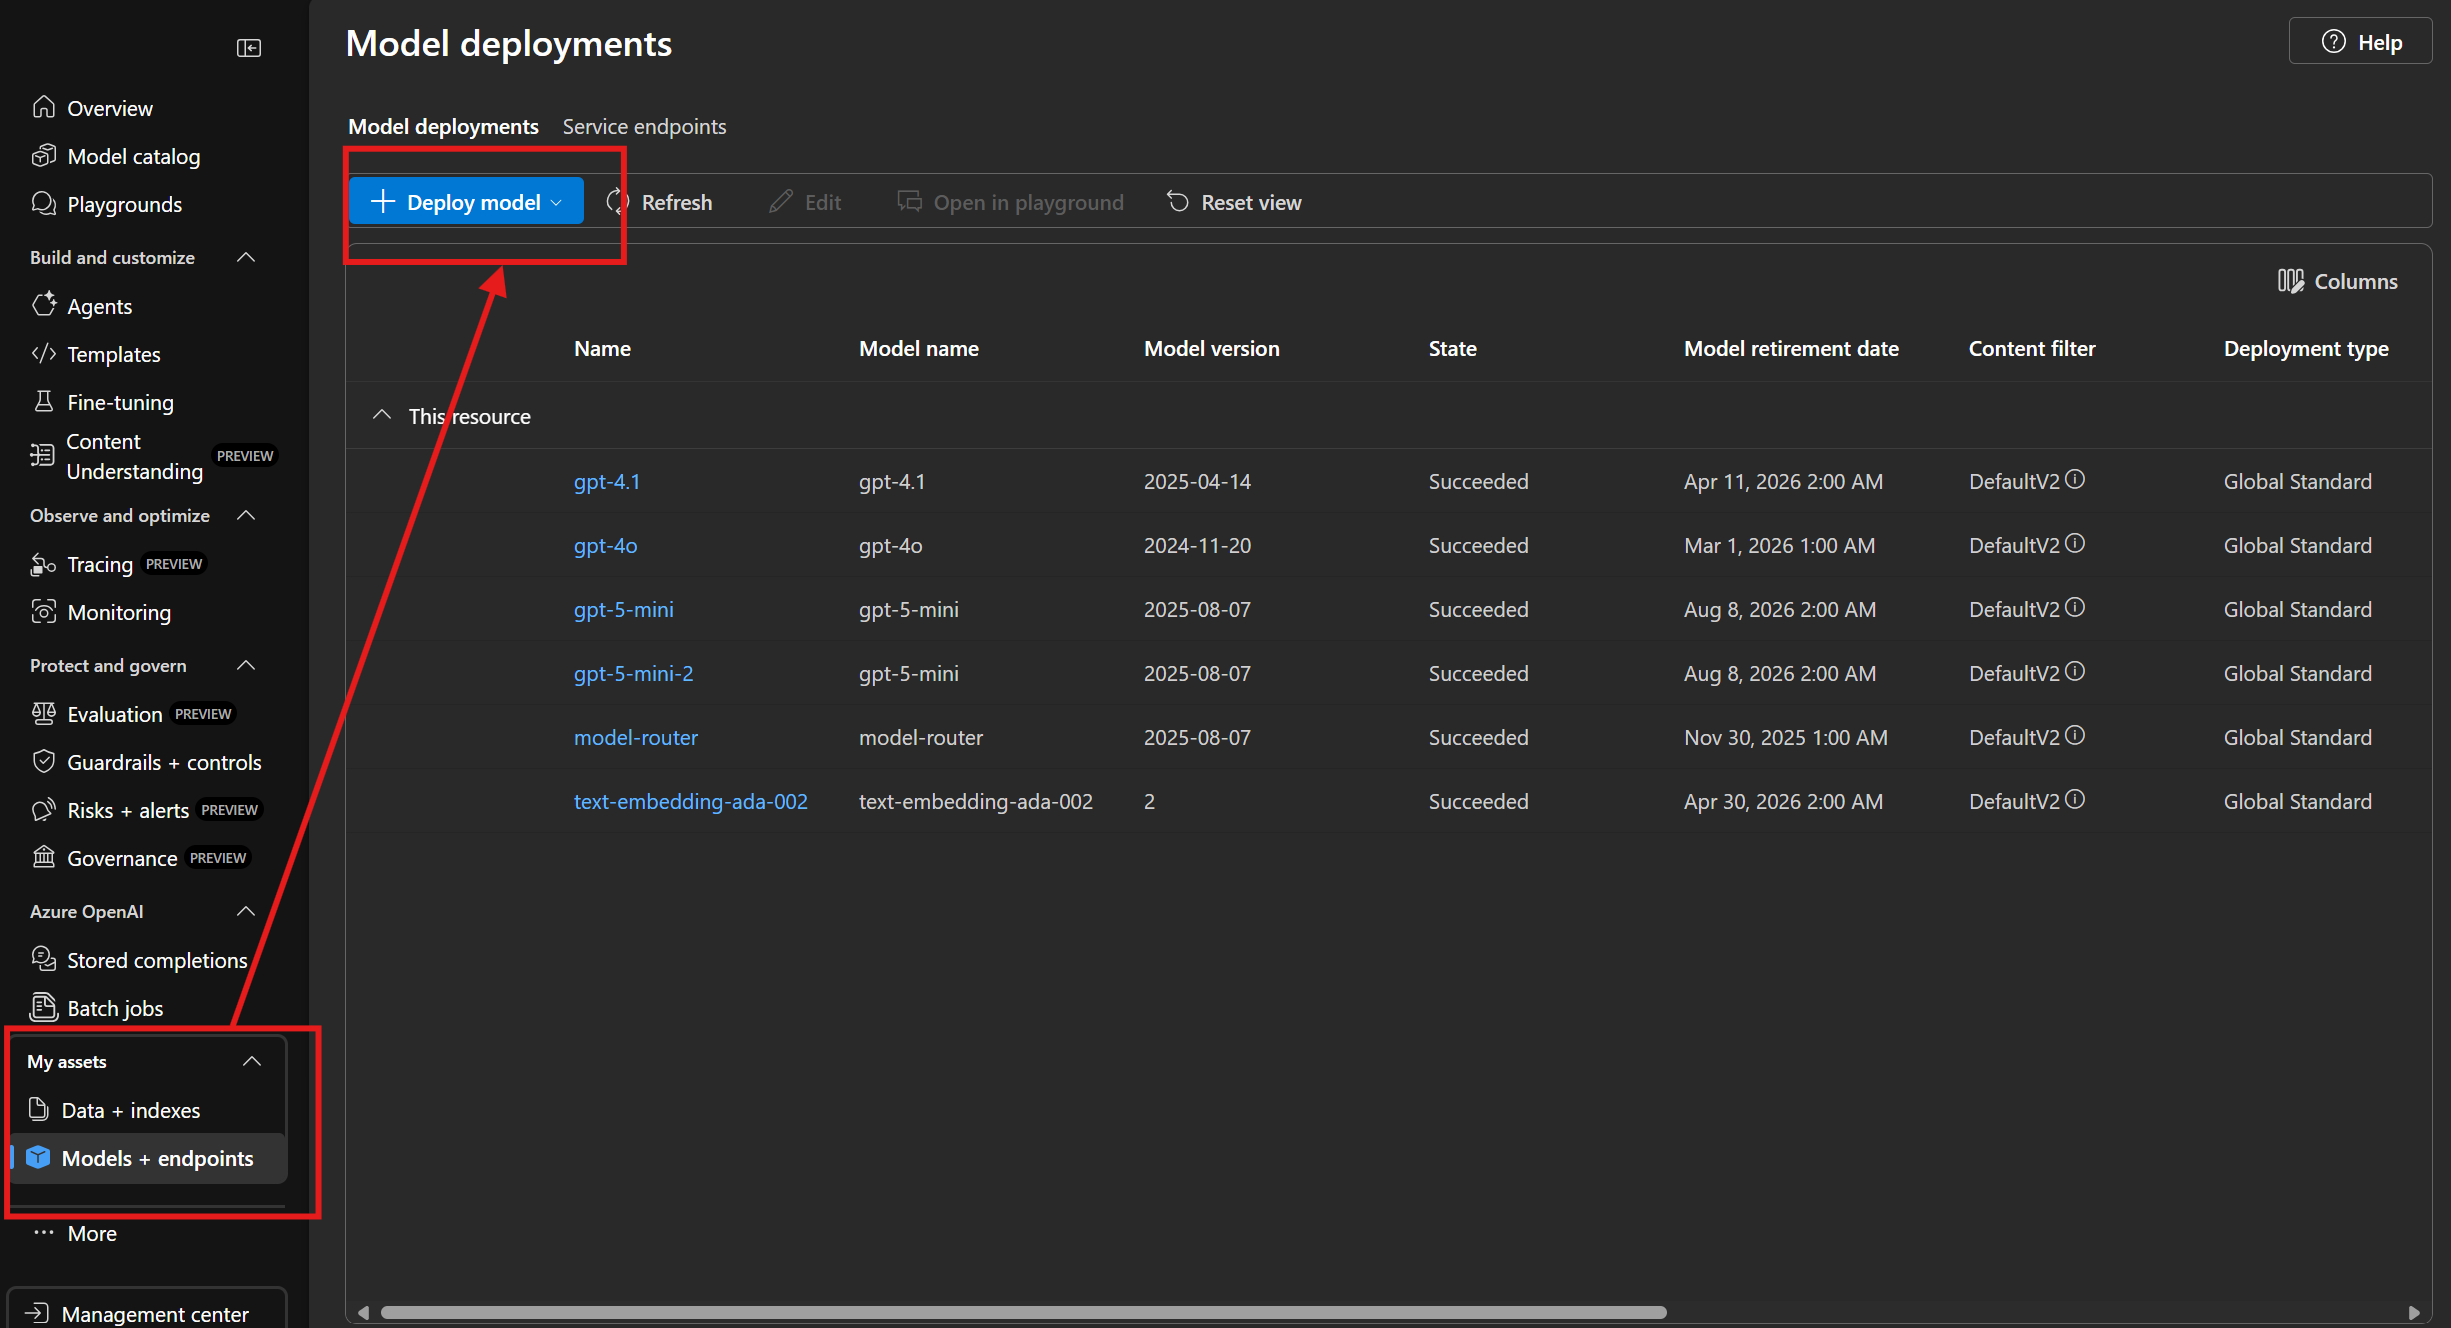 Overview
Model catalog
Playgrounds
Build and customize
Agents
Templates
Fine-tuning
Content
Understanding PREVIEW
Observe and optimize
Tracing PREVIEW
Monitoring
Protect and govern
Evaluation PREVIEW
Guardrails + controls
Risks + alerts PREVIEW
Governance PREVIEW
Azure OpenAI
Stored completions
Batch jobs
My assets
Data + indexes
Models + endpoints
More
Management center
Model deployments
Help
Model deployments Service endpoints
Deploy model Refresh Edit Open in playground Reset view
Columns
Name Model name Model version State Model retirement date Content filter Deployment type
This resource
gpt-4.1 gpt-4.1 2025-04-14 Succeeded Apr 11, 2026 2:00 AM DefaultV2 Global Standard
gpt-4o gpt-4o 2024-11-20 Succeeded Mar 1, 2026 1:00 AM DefaultV2 Global Standard
gpt-5-mini gpt-5-mini 2025-08-07 Succeeded Aug 8, 2026 2:00 AM DefaultV2 Global Standard
gpt-5-mini-2 gpt-5-mini 2025-08-07 Succeeded Aug 8, 2026 2:00 AM DefaultV2 Global Standard
model-router model-router 2025-08-07 Succeeded Nov 30, 2025 1:00 AM DefaultV2 Global Standard
text-embedding-ada-002 text-embedding-ada-002 2 Succeeded Apr 30, 2026 2:00 AM DefaultV2 Global Standard